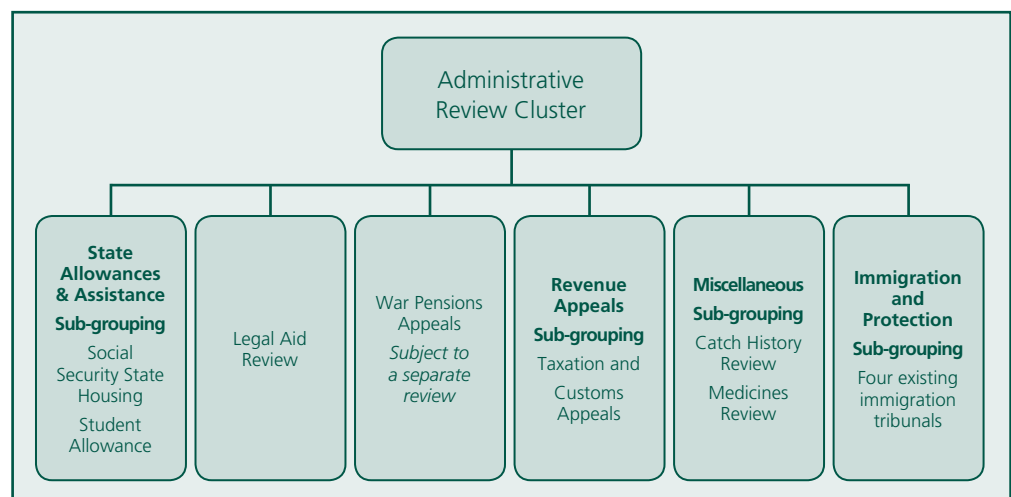 Administrative
Review Cluster
State
Allowances
& Assistance
Sub-grouping
Social
Security State
Housing
Student
Allowance
Legal Aid
Review
War Pensions
Appeals
Subject to
a separate
review
Revenue
Appeals
Sub-grouping
Taxation and
Customs
Appeals
Miscellaneous
Sub-grouping
Catch History
Review
Medicines
Review
Immigration
and
Protection
Sub-grouping
Four existing
immigration
tribunals